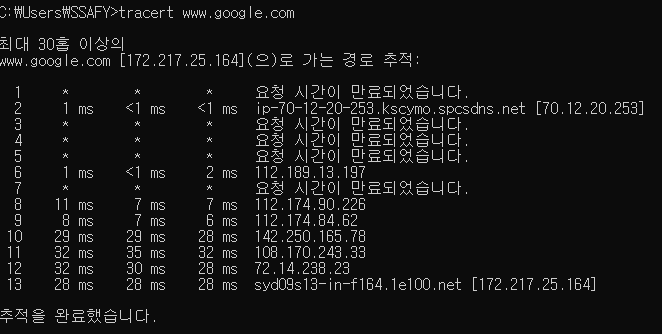 C:\Users\SSAFY>tracert www.google.com
최대 30홉 이상의
www.google.com [172.217.25.164](으)로 가는 경로 추적:
1 * * * 요청 시간이 만료되었습니다.
2 1 ms <1 ms <1 ms ip-70-12-20-253.kscymo.spcsdns.net [70.12.20.253]
3 * * * 요청 시간이 만료되었습니다.
4 * * * 요청 시간이 만료되었습니다.
5 * * * 요청 시간이 만료되었습니다.
6 1 ms <1 ms 2 ms 112.189.13.197
7 * * * 요청 시간이 만료되었습니다.
8 11 ms 7 ms 7 ms 112.174.90.226
9 8 ms 7 ms 6 ms 112.174.84.62
10 29 ms 29 ms 28 ms 142.250.165.78
11 32 ms 35 ms 32 ms 108.170.243.33
12 32 ms 30 ms 28 ms 72.14.238.23
13 28 ms 28 ms 28 ms syd09s13-in-f164.1e100.net [172.217.25.164]
추적을 완료했습니다.